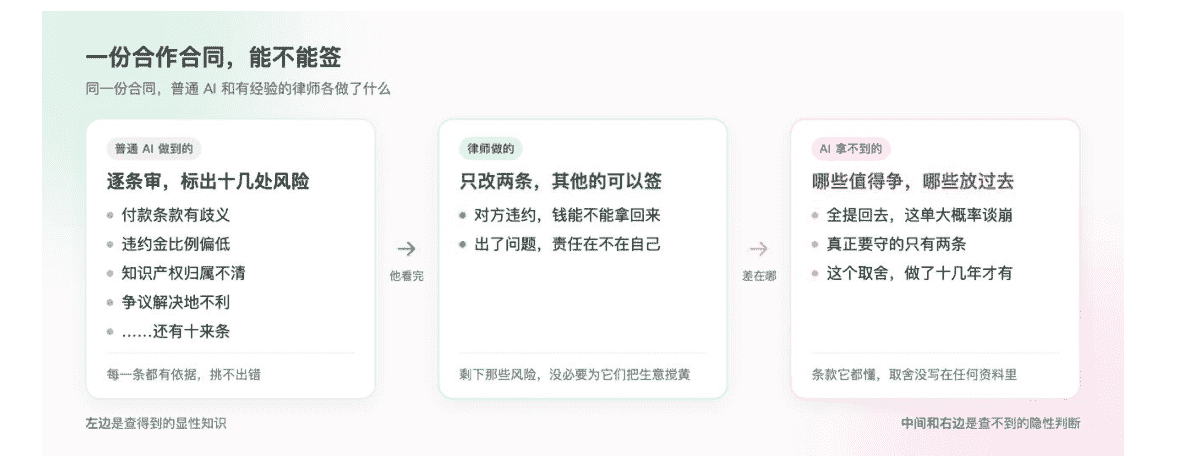 一份合作合同，能不能签
同一份合同，普通 AI 和有经验的律师各做了什么
普通 AI 做到的
逐条审，标出十几处风险
付款条款有歧义
违约金比例偏低
知识产权归属不清
争议解决地不利
……还有十来条
每一条都有依据，挑不出错
他看完
律师做的
只改两条，其他的可以签
对方违约，钱能不能拿回来
出了问题，责任在不在自己
剩下那些风险，没必要为它们把生意搅黄
差在哪
AI 拿不到的
哪些值得争，哪些放过去
全提回去，这单大概率谈崩
真正要守的只有两条
这个取舍，做了十几年才有
条款它都懂，取舍没写在任何资料里
左边是查得到的显性知识
中间和右边是查不到的隐性判断